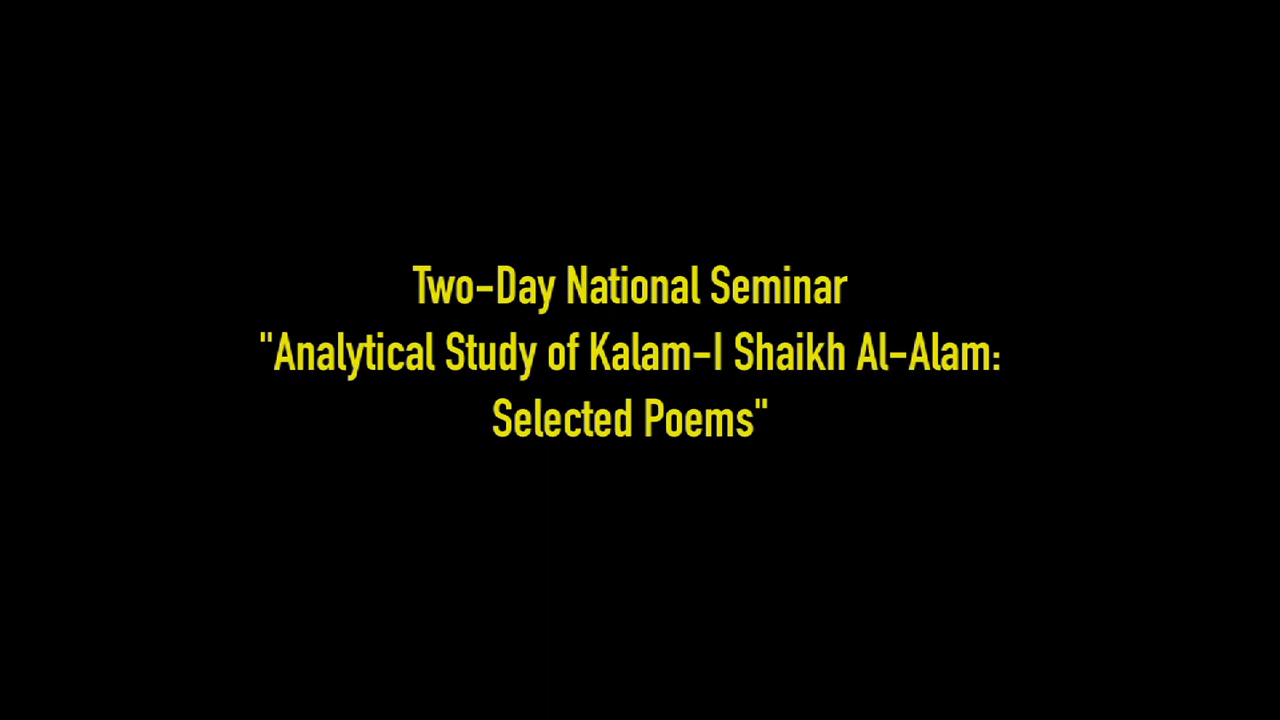 Two-Day National Seminar
"Analytical Study of Kalam-I Shaikh Al-Alam:
Selected Poems"